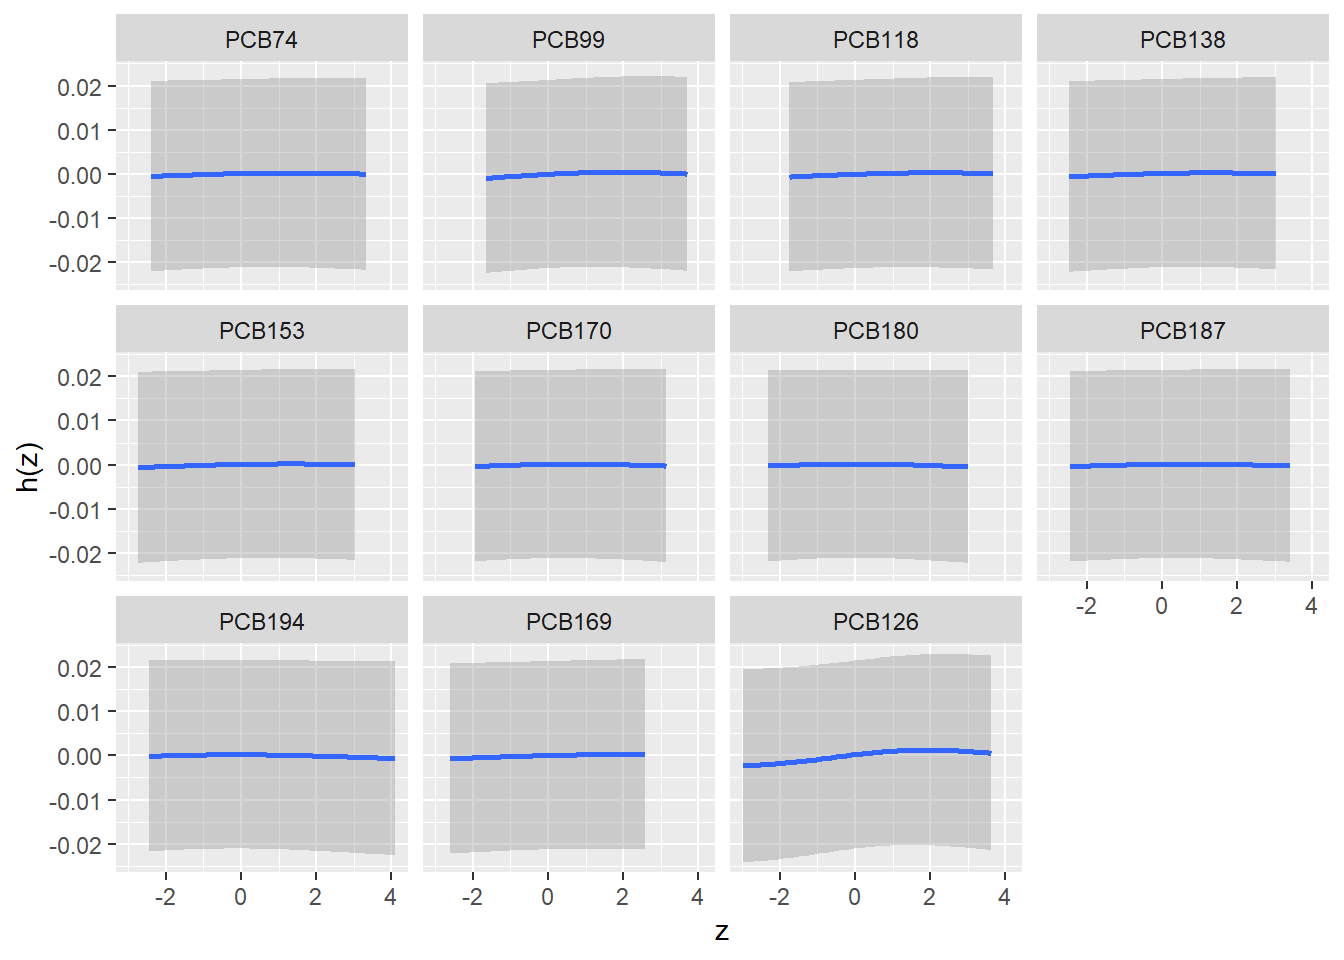 PCB74 PCB99 PCB118 PCB138
0.02
0.01
0.00
-0.01
-0.02
PCB153 PCB170 PCB180 PCB187
0.02
0.01
0.00
-0.01
-0.02
-2 0 2 4
PCB194 PCB169 PCB126
0.02
0.01
0.00
-0.01
-0.02
-2 0 2 4 -2 0 2 4 -2 0 2 4
z
h(z)